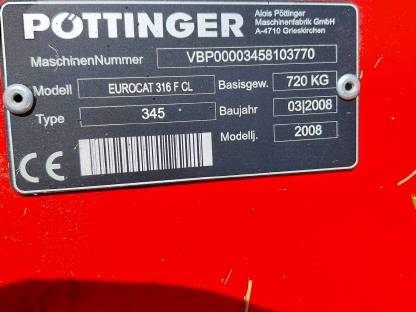 PÖTTINGER
Alois Pöttinger
Maschinenfabrik GmbH
A-4710 Grieskirchen
MaschinenNummer VBP00003458103770
Modell EUROCAT 316 F CL Basisgew. 720 KG
Type 345 Baujahr 03|2008
Modellj. 2008
CE